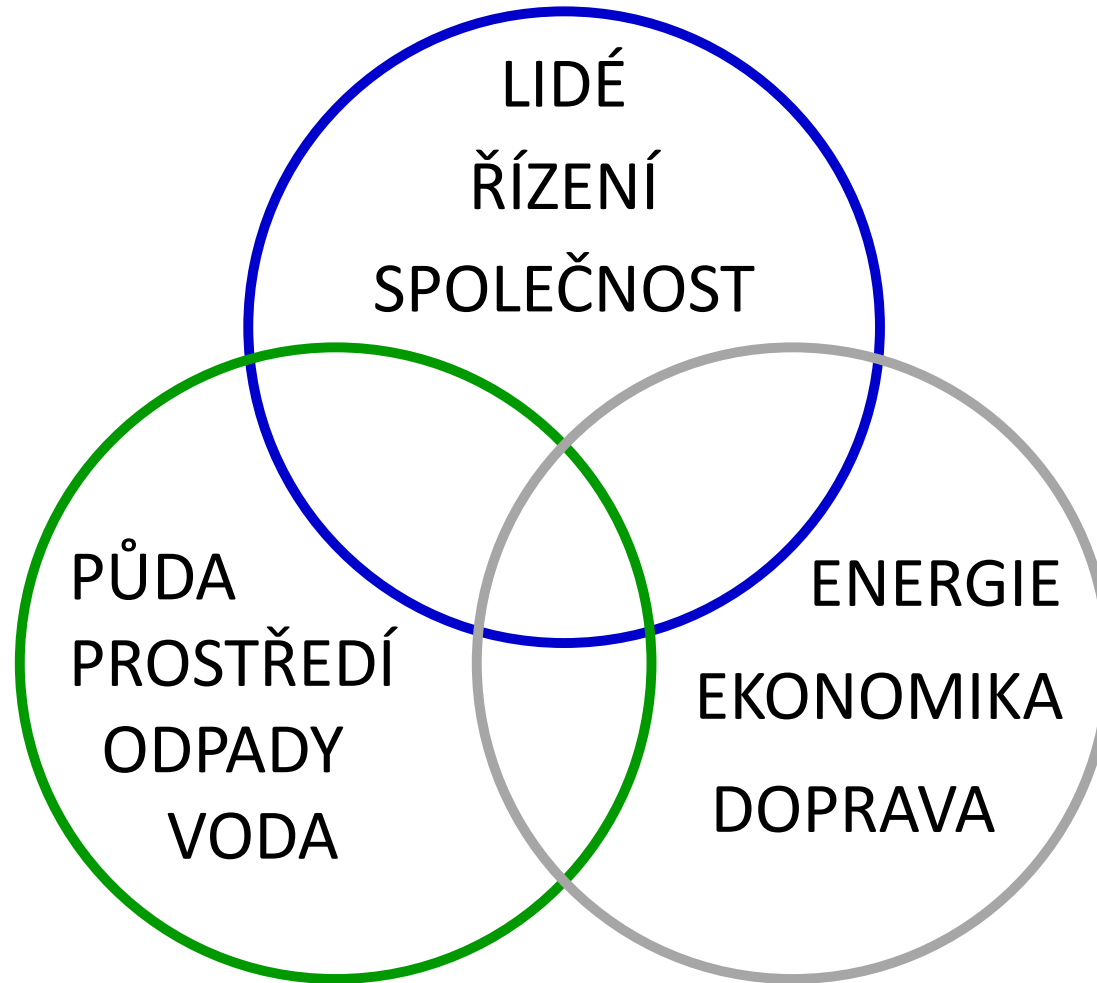 LIDÉ
ŘÍZENÍ
SPOLEČNOST
PŮDA
PROSTŘEDÍ
ODPADY
VODA
ENERGIE
EKONOMIKA
DOPRAVA